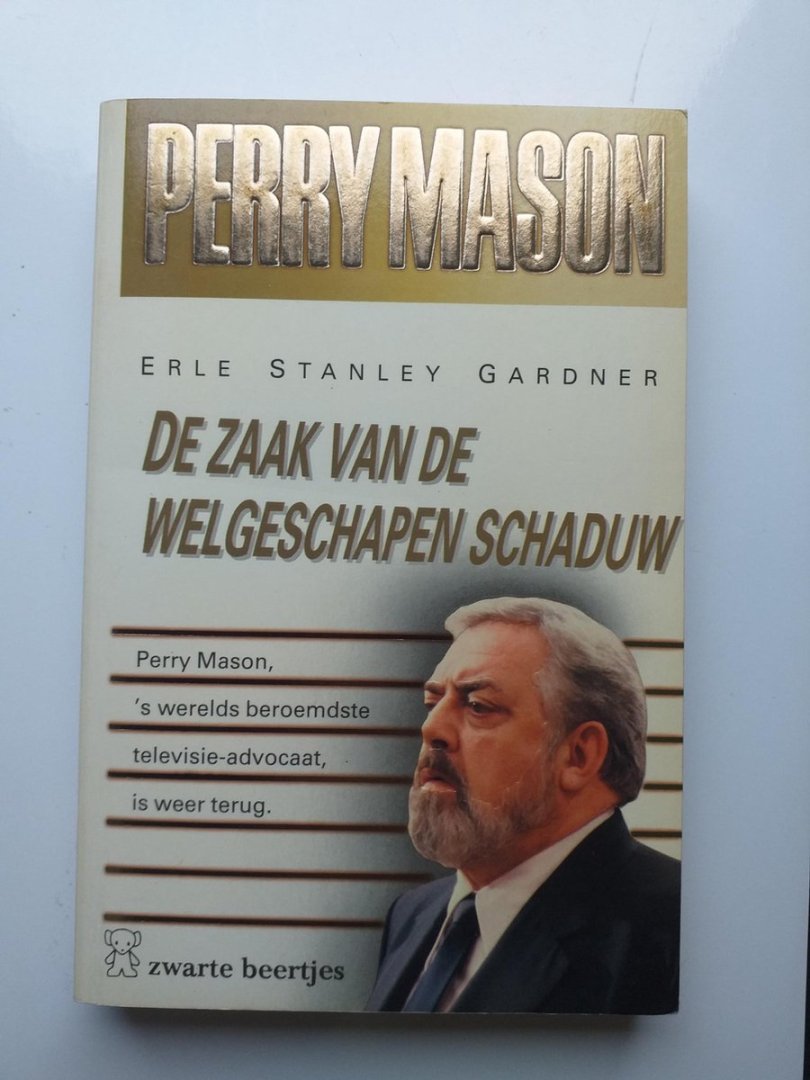 PERRY MASON
ERLE STANLEY GARDNER
DE ZAAK VAN DE
WELGESCHAPEN SCHADUW
Perry Mason,
's werelds beroemdste
televisie-advocaat,
is weer terug.
zwarte beertjes